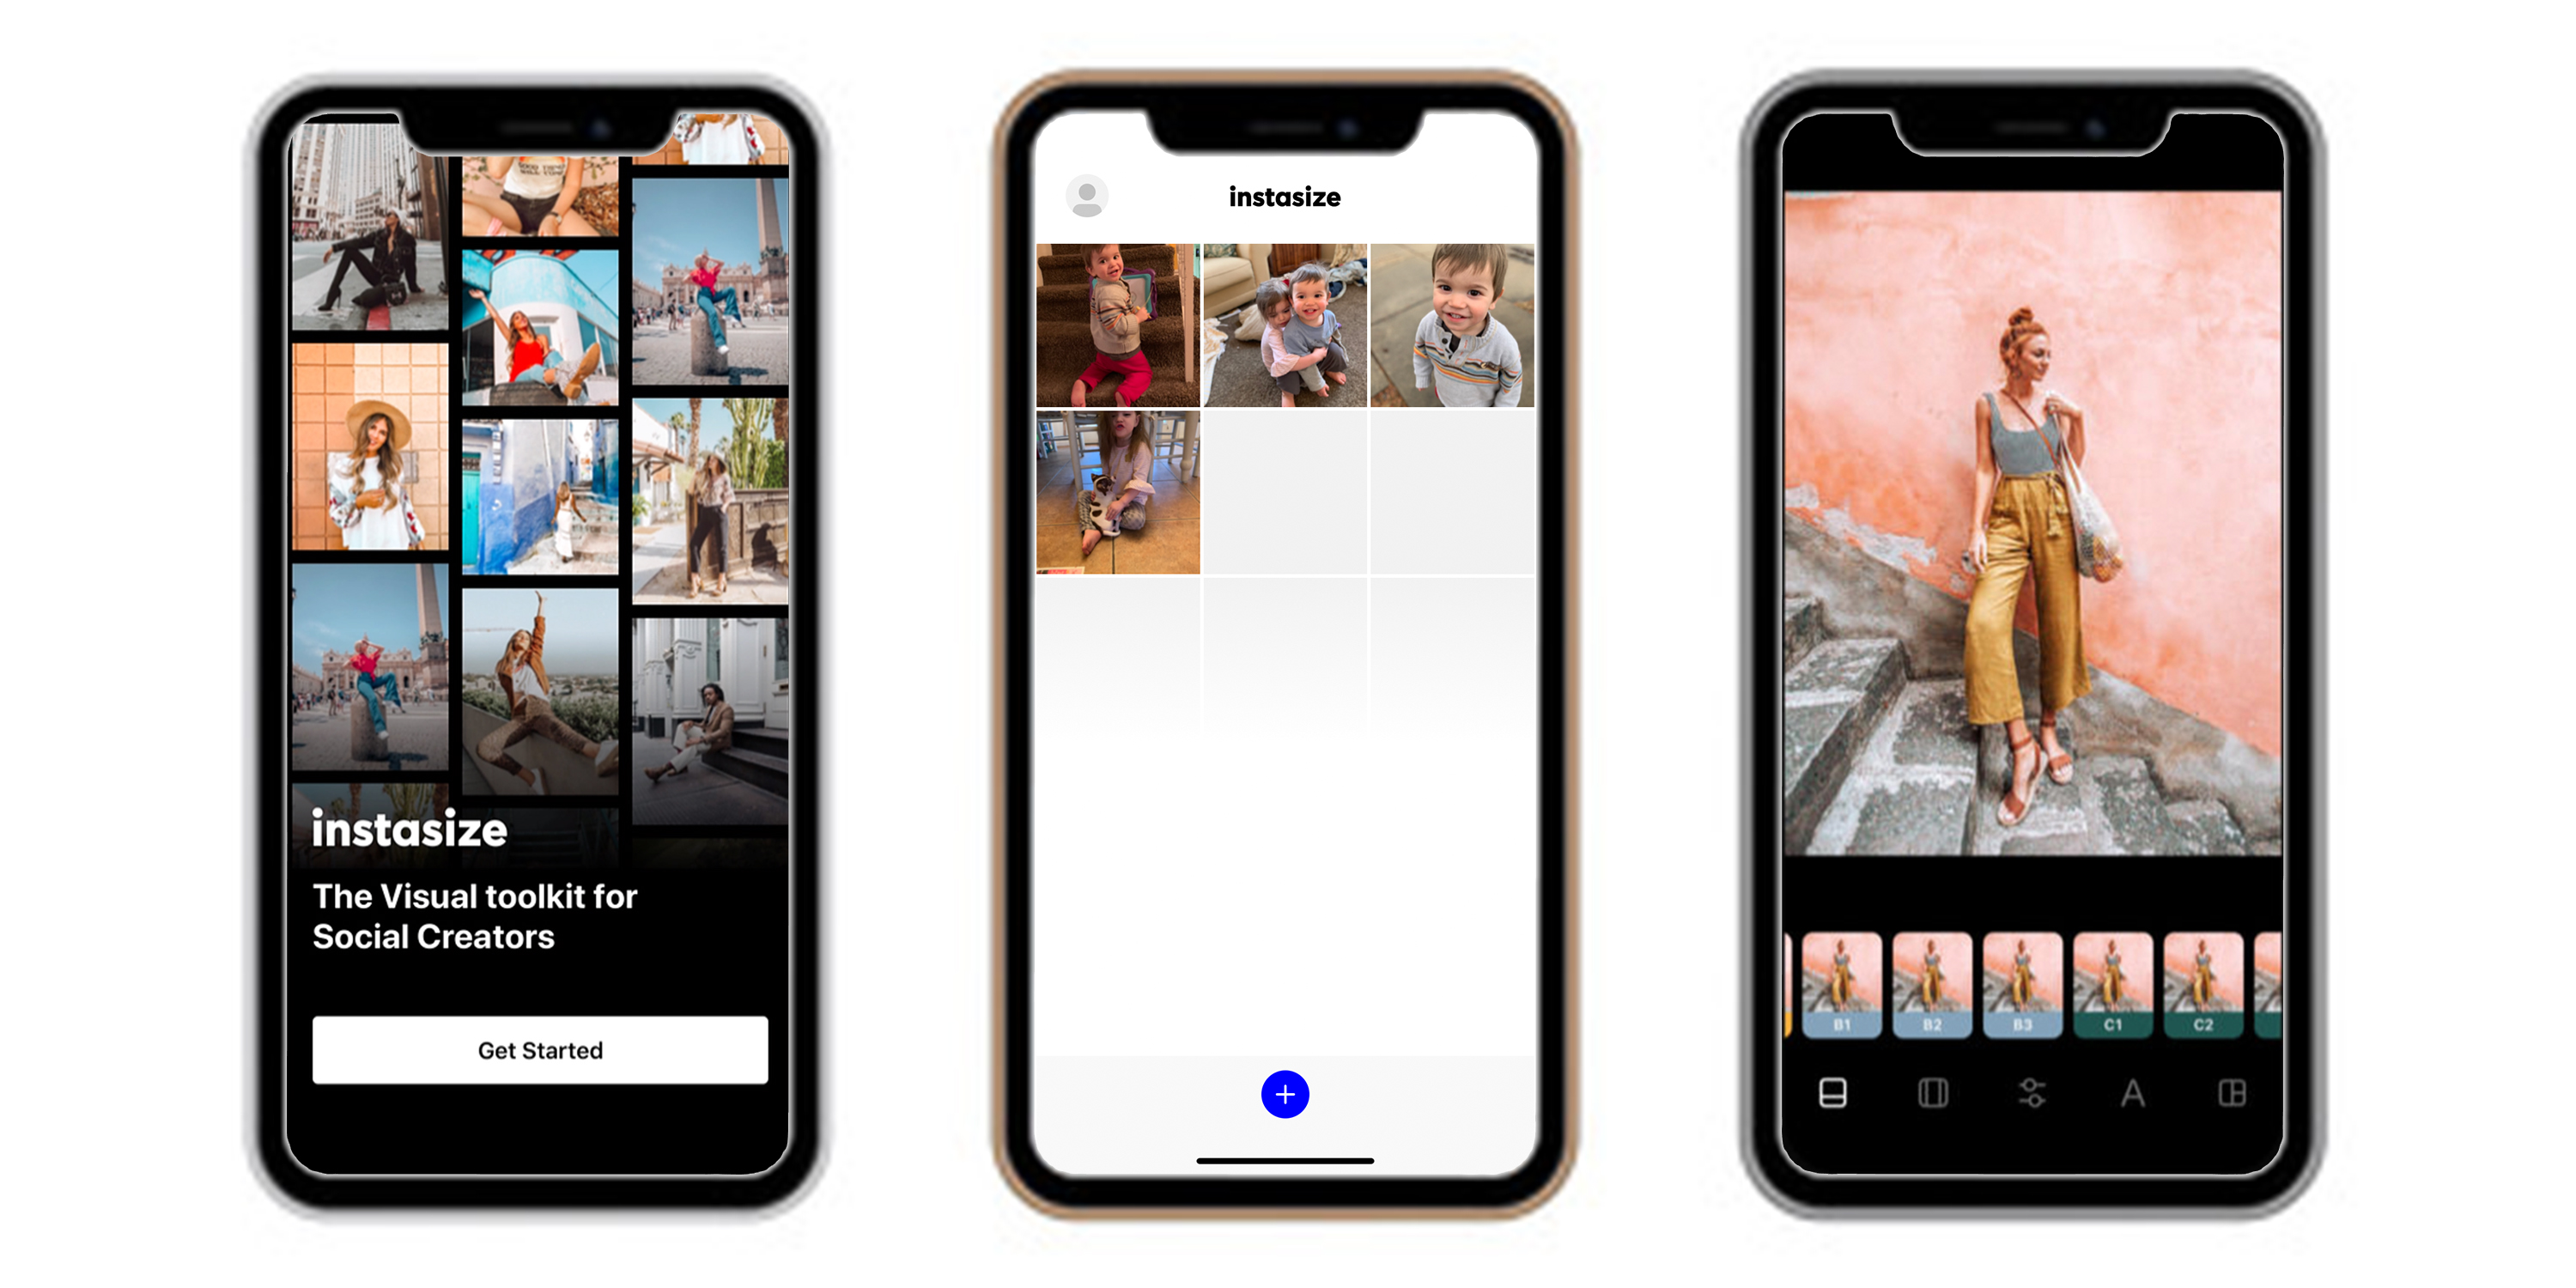 instasize
The Visual toolkit for
Social Creators
Get Started
instasize
B1
B2
B3
C1
C2
A